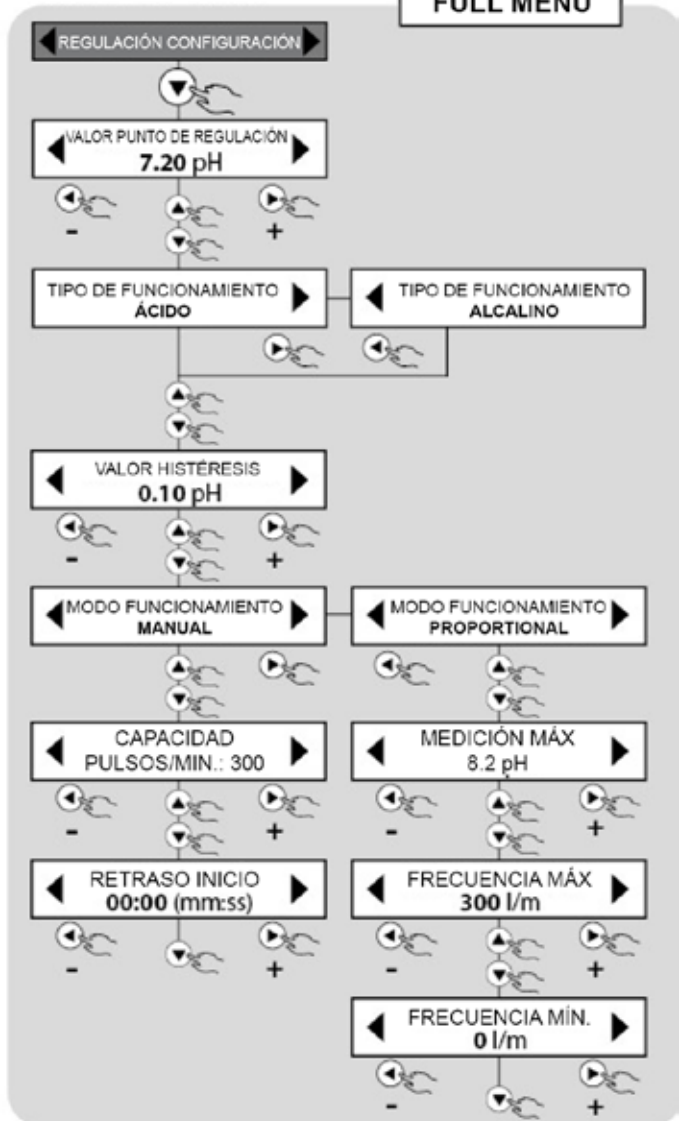 FULL MENU
REGULACIÓN CONFIGURACIÓN
VALOR PUNTO DE REGULACIÓN
7.20 pH
- +
TIPO DE FUNCIONAMIENTO
ÁCIDO
TIPO DE FUNCIONAMIENTO
ALCALINO
VALOR HISTÉRESIS
0.10 pH
- +
MODO FUNCIONAMIENTO
MANUAL
MODO FUNCIONAMIENTO
PROPORTIONAL
CAPACIDAD
PULSOS/MIN.: 300
- +
MEDICIÓN MÁX
8.2 pH
- +
RETRASO INICIO
00:00 (mm:ss)
- +
FRECUENCIA MÁX
300 l/m
- +
FRECUENCIA MÍN.
0 l/m
- +